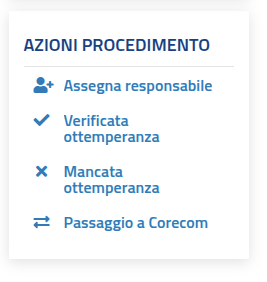 AZIONI PROCEDIMENTO
Assegna responsabile
Verificata
ottemperanza
Mancata
ottemperanza
Passaggio a Corecom